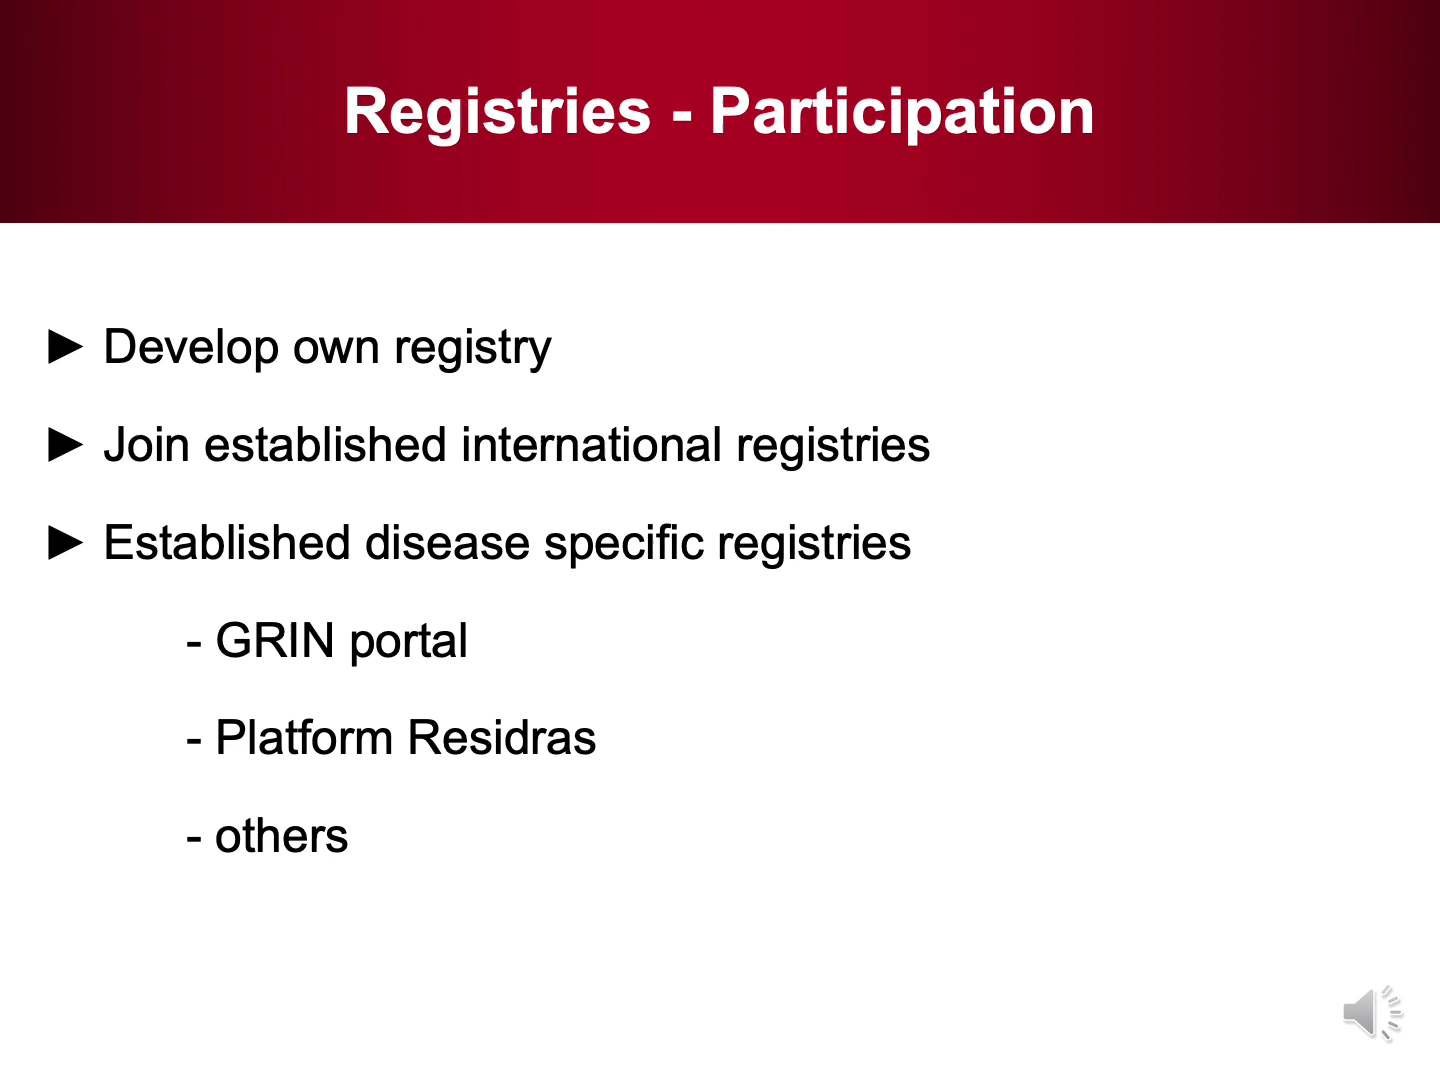 Registries - Participation
► Develop own registry
► Join established international registries
► Established disease specific registries
- GRIN portal
- Platform Residras
- others